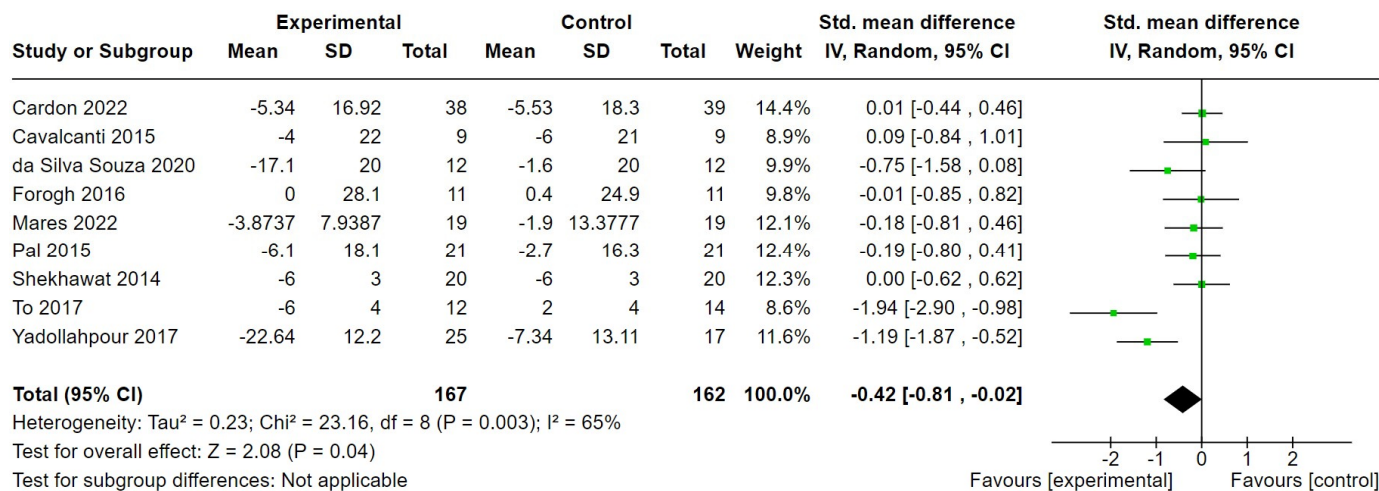 Experimental Control Std. mean difference Std. mean difference
Study or Subgroup Mean SD Total Mean SD Total Weight IV, Random, 95% CI IV, Random, 95% CI
Cardon 2022 -5.34 16.92 38 -5.53 18.3 39 14.4% 0.01 [-0.44 , 0.46]
Cavalcanti 2015 -4 22 9 -6 21 9 8.9% 0.09 [-0.84 , 1.01]
da Silva Souza 2020 -17.1 20 12 -1.6 20 12 9.9% -0.75 [-1.58 , 0.08]
Forogh 2016 0 28.1 11 0.4 24.9 11 9.8% -0.01 [-0.85 , 0.82]
Mares 2022 -3.8737 7.9387 19 -1.9 13.3777 19 12.1% -0.18 [-0.81 , 0.46]
Pal 2015 -6.1 18.1 21 -2.7 16.3 21 12.4% -0.19 [-0.80 , 0.41]
Shekhawat 2014 -6 3 20 -6 3 20 12.3% 0.00 [-0.62 , 0.62]
To 2017 -6 4 12 2 4 14 8.6% -1.94 [-2.90 , -0.98]
Yadollahpour 2017 -22.64 12.2 25 -7.34 13.11 17 11.6% -1.19 [-1.87 , -0.52]
Total (95% CI) 167 162 100.0% -0.42 [-0.81 , -0.02]
Heterogeneity: Tau² = 0.23; Chi² = 23.16, df = 8 (P = 0.003); I² = 65%
Test for overall effect: Z = 2.08 (P = 0.04)
Test for subgroup differences: Not applicable
-2 -1 0 1 2
Favours [experimental] Favours [control]